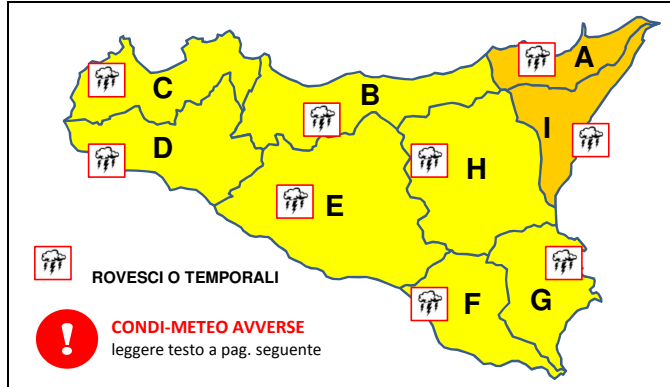 A
C
B
I
D
H
E
F
G
ROVESCI O TEMPORALI
CONDI-METEO AVVERSE
leggere testo a pag. seguente